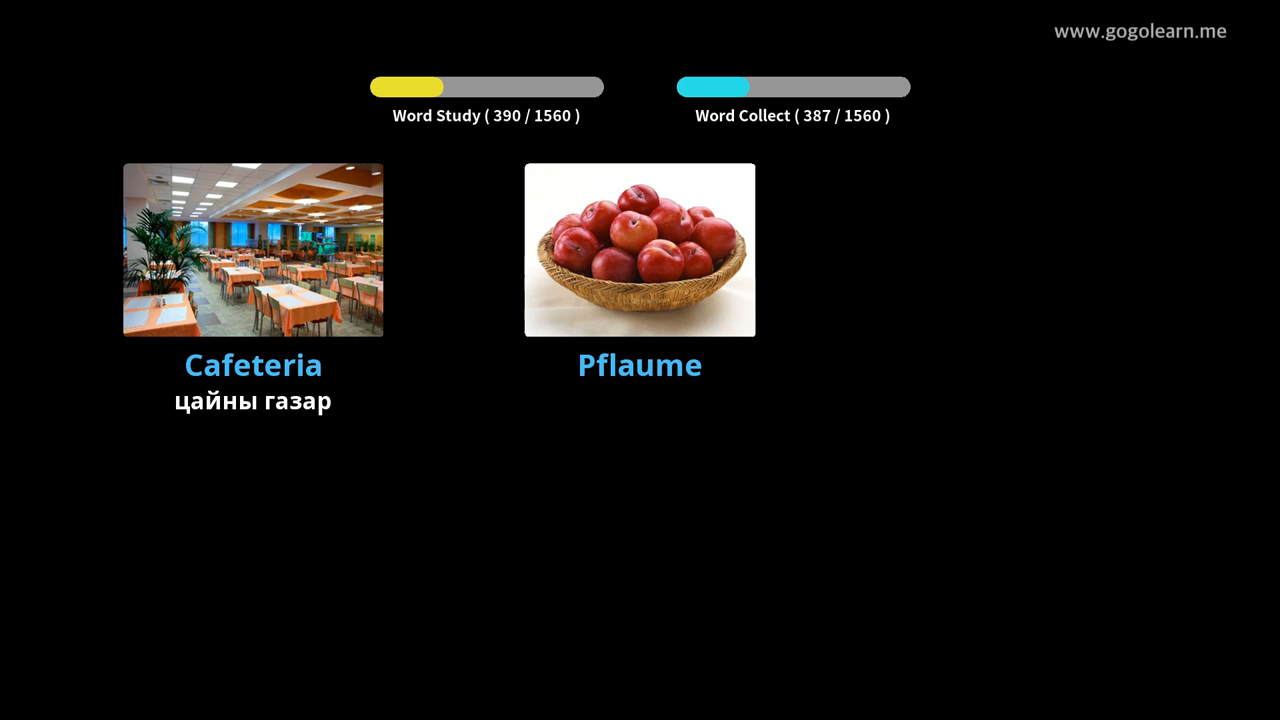 www.gogolearn.me
Word Study ( 390 / 1560 )
Word Collect ( 387 / 1560 )
Cafeteria
цайны газар
Pflaume